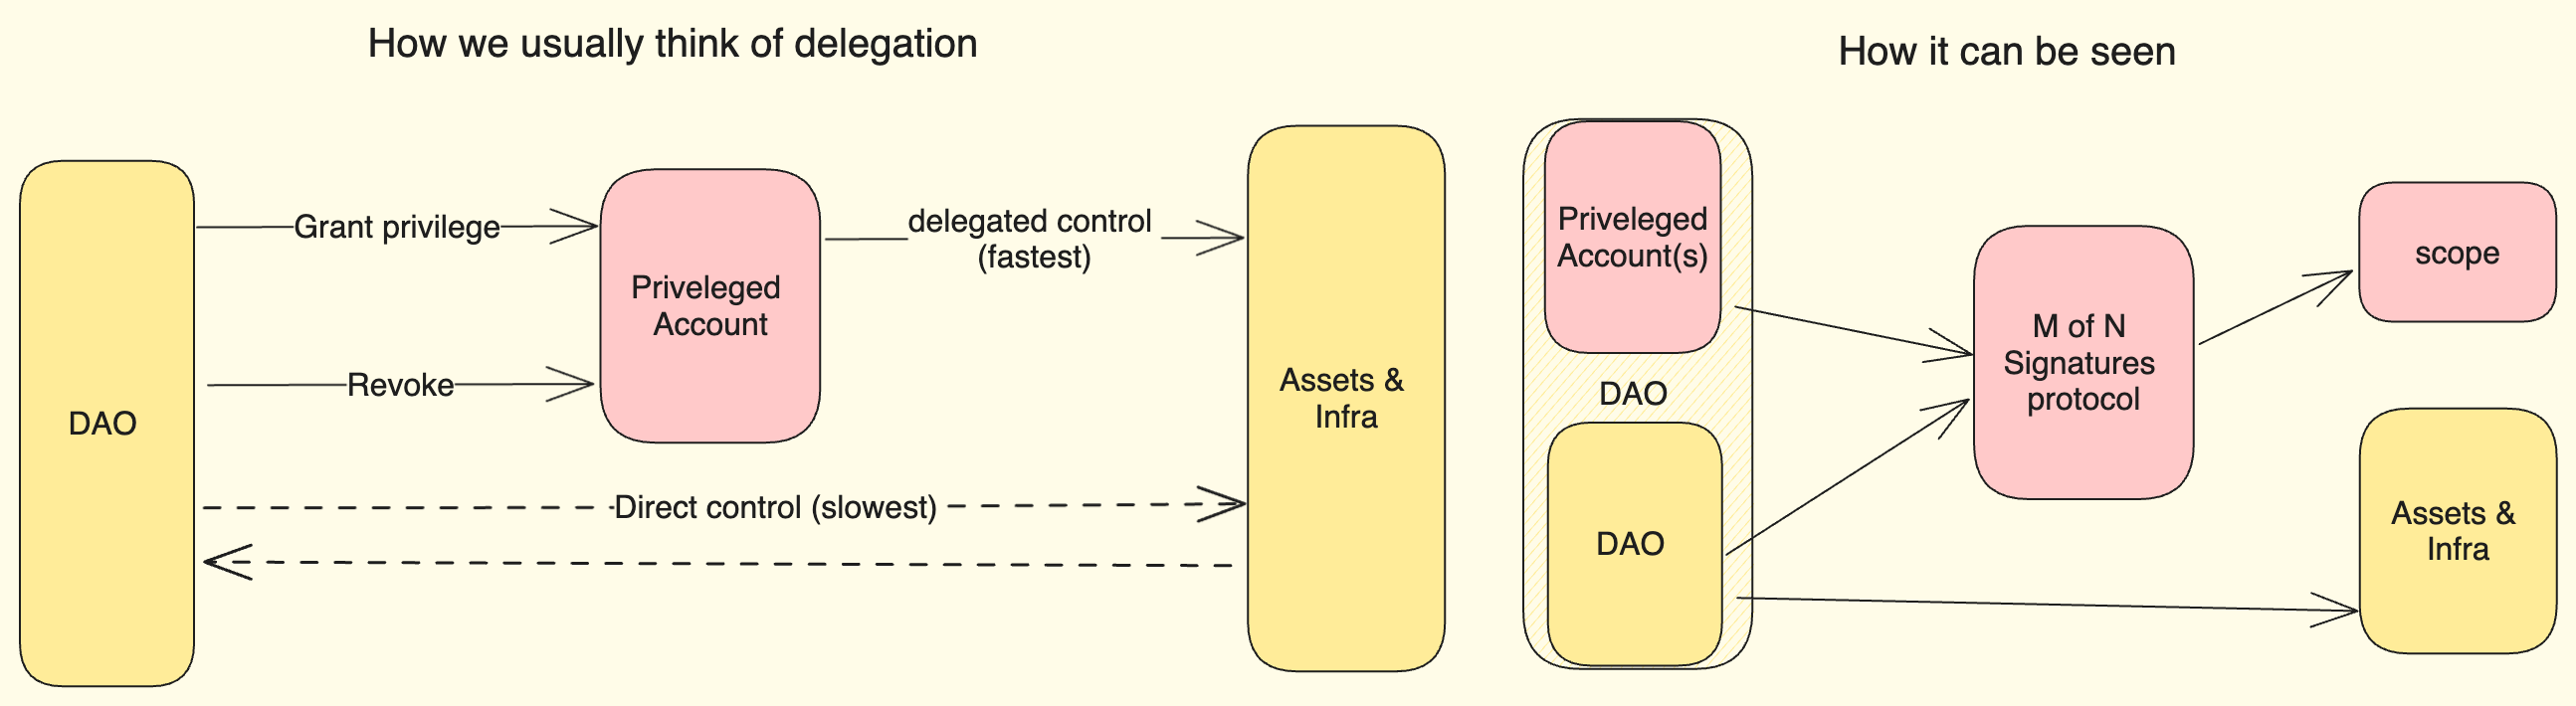 How we usually think of delegation
DAO
Grant privilege
Revoke
Priveleged
Account
delegated control
(fastest)
Direct control (slowest)
Assets &
Infra
How it can be seen
Priveleged
Account(s)
DAO
DAO
M of N
Signatures
protocol
scope
Assets &
Infra